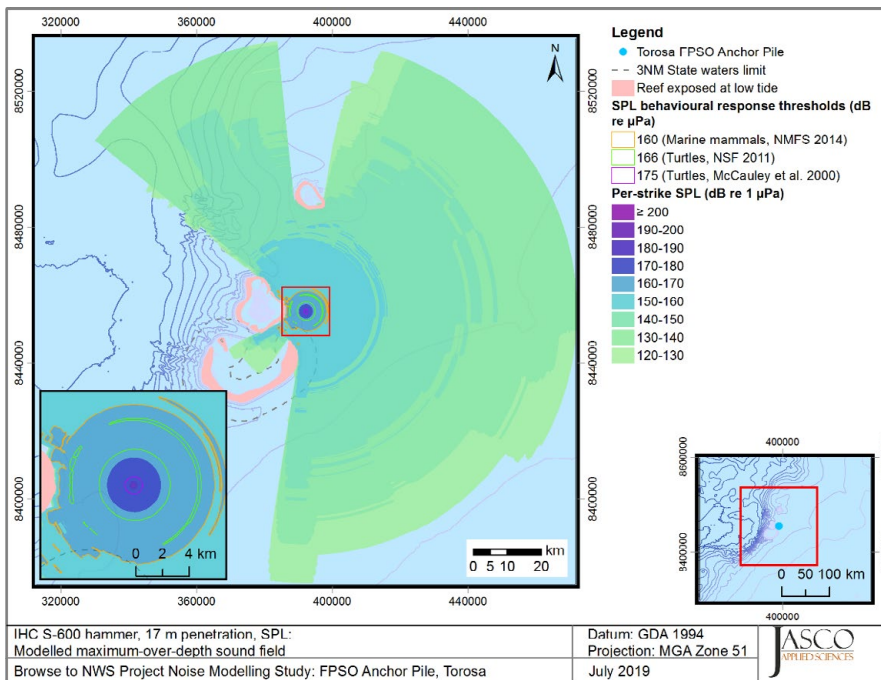 320000
360000
400000
440000
N
8520000
8480000
8440000
8400000
0 2 4 km
km
0 5 10 20
320000
360000
400000
440000
Legend
Torosa FPSO Anchor Pile
3NM State waters limit
Reef exposed at low tide
SPL behavioural response thresholds (dB
re µPa)
160 (Marine mammals, NMFS 2014)
166 (Turtles, NSF 2011)
175 (Turtles, McCauley et al. 2000)
Per-strike SPL (dB re 1 µPa)
≥ 200
190-200
180-190
170-180
160-170
150-160
140-150
130-140
120-130
400000
8600000
8400000
0 50 100 km
400000
IHC S-600 hammer, 17 m penetration, SPL:
Modelled maximum-over-depth sound field
Browse to NWS Project Noise Modelling Study: FPSO Anchor Pile, Torosa
Datum: GDA 1994
Projection: MGA Zone 51
July 2019
JASCO
APPLIED SCIENCES